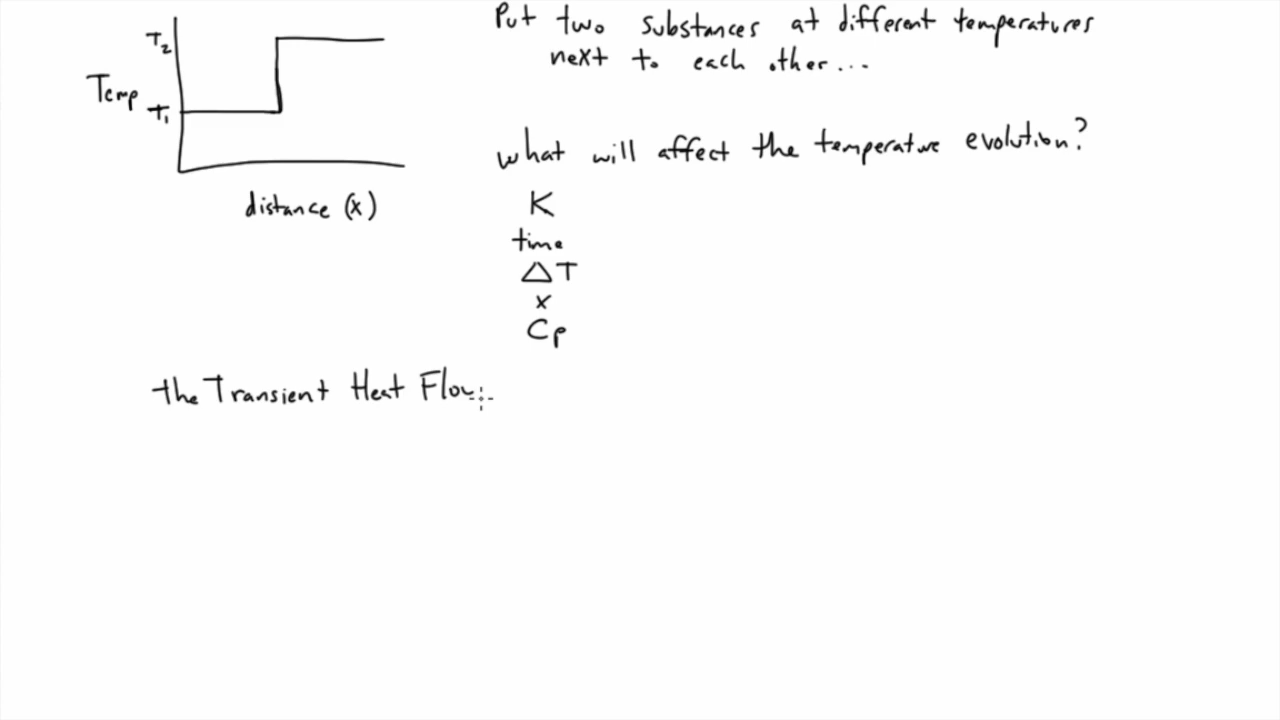 T₂
Temp
T₁
distance (x)
Put two substances at different temperatures
next to each other...
What will affect the temperature evolution?
K
time
ΔT
x
Cp
the Transient Heat Flow